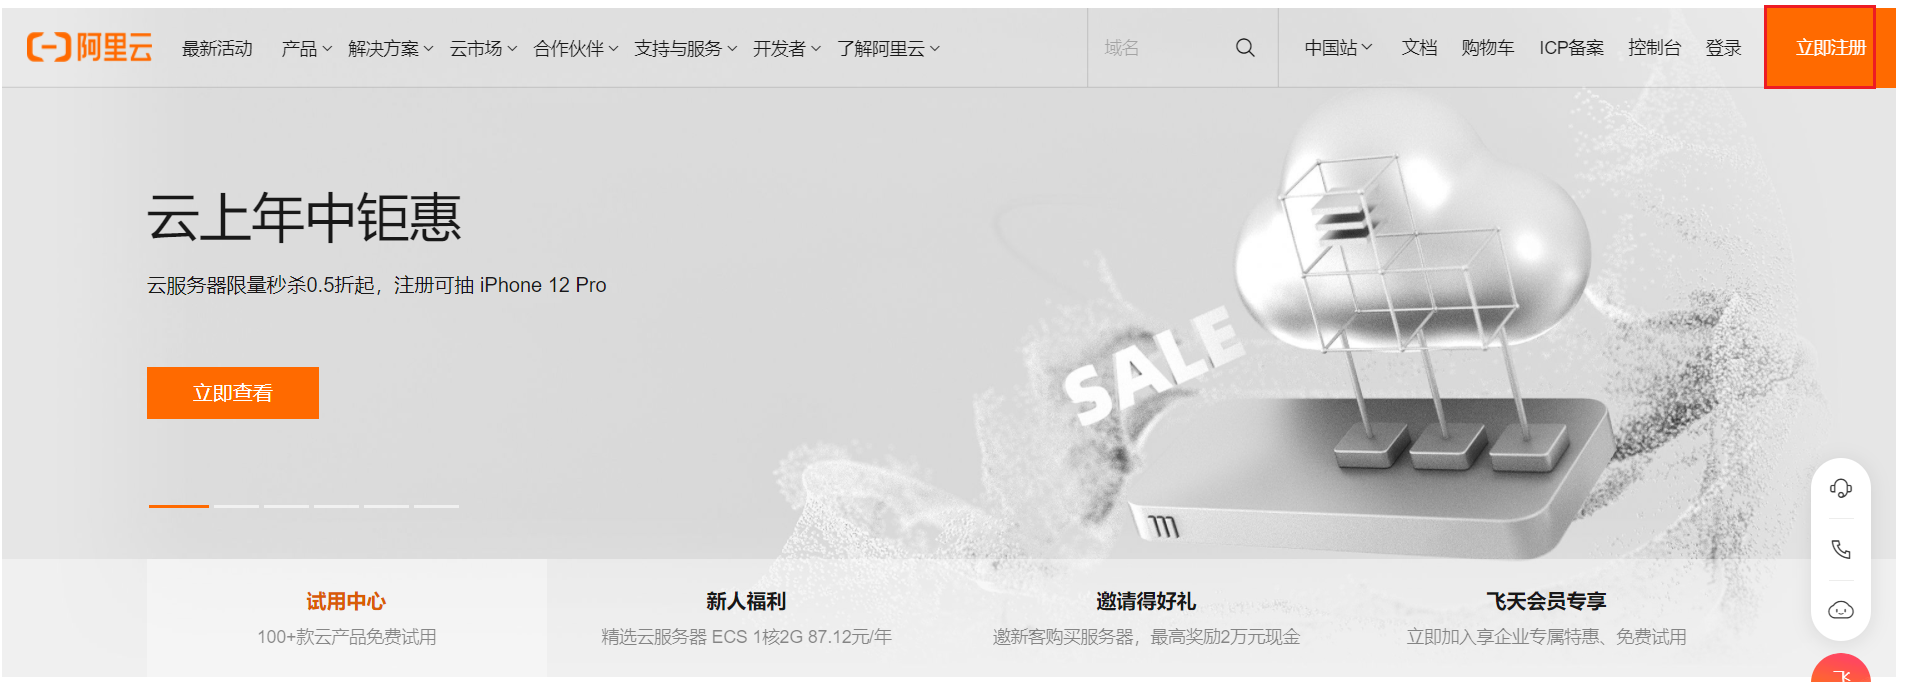 阿里云
最新活动 产品 解决方案 云市场 合作伙伴 支持与服务 开发者 了解阿里云 域名 中国站 文档 购物车 ICP备案 控制台 登录 立即注册
云上年中钜惠
云服务器限量秒杀0.5折起，注册可抽 iPhone 12 Pro
SALE
立即查看
试用中心 新人福利 邀请得好礼 飞天会员专享
100+款云产品免费试用 精选云服务器 ECS 1核2G 87.12元/年 邀新客购买服务器，最高奖励2万元现金 立即加入享企业专属特惠、免费试用
飞